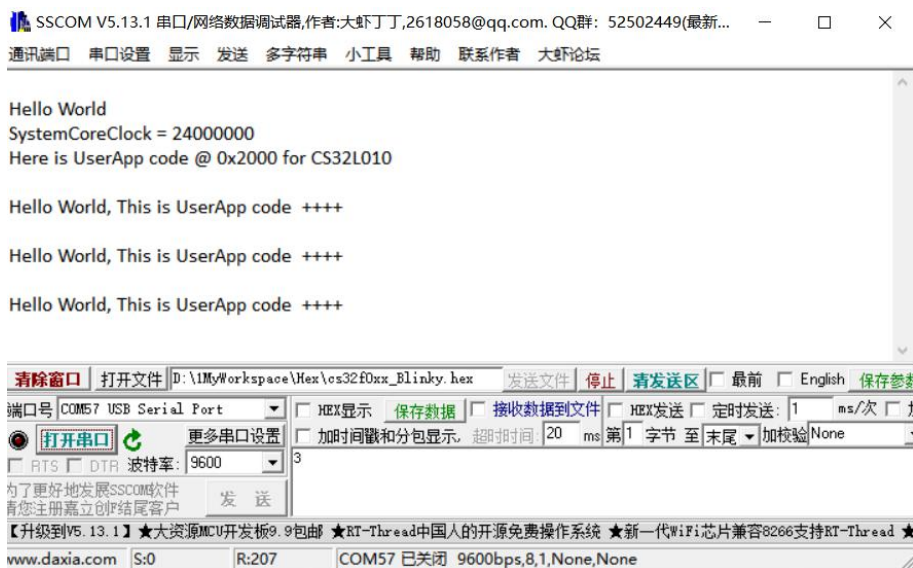 SSCOM V5.13.1 串口/网络数据调试器,作者:大虾丁丁,2618058@qq.com. QQ群： 52502449(最新...
通讯端口 串口设置 显示 发送 多字符串 小工具 帮助 联系作者 大虾论坛
Hello World
SystemCoreClock = 24000000
Here is UserApp code @ 0x2000 for CS32L010
Hello World, This is UserApp code ++++
Hello World, This is UserApp code ++++
Hello World, This is UserApp code ++++
清除窗口 打开文件 D:\1MyWorkspace\Hex\cs32f0xx_Blinky.hex 发送文件 停止 清发送区 最前 English 保存参数
端口号 COM57 USB Serial Port HEX显示 保存数据 接收数据到文件 HEX发送 定时发送: 1 ms/次
打开串口 更多串口设置 加时间戳和分包显示, 超时时间: 20 ms 第 1 字节 至 末尾 加校验 None
RTS DTR 波特率: 9600 3
为了更好地发展SSCOM软件
请您注册嘉立创F结尾客户 发 送
【升级到V5.13.1】★大资源MCU开发板9.9包邮 ★RT-Thread中国人的开源免费操作系统 ★新一代WiFi芯片兼容8266支持RT-Thread ★
www.daxia.com S:0 R:207 COM57 已关闭 9600bps,8,1,None,None